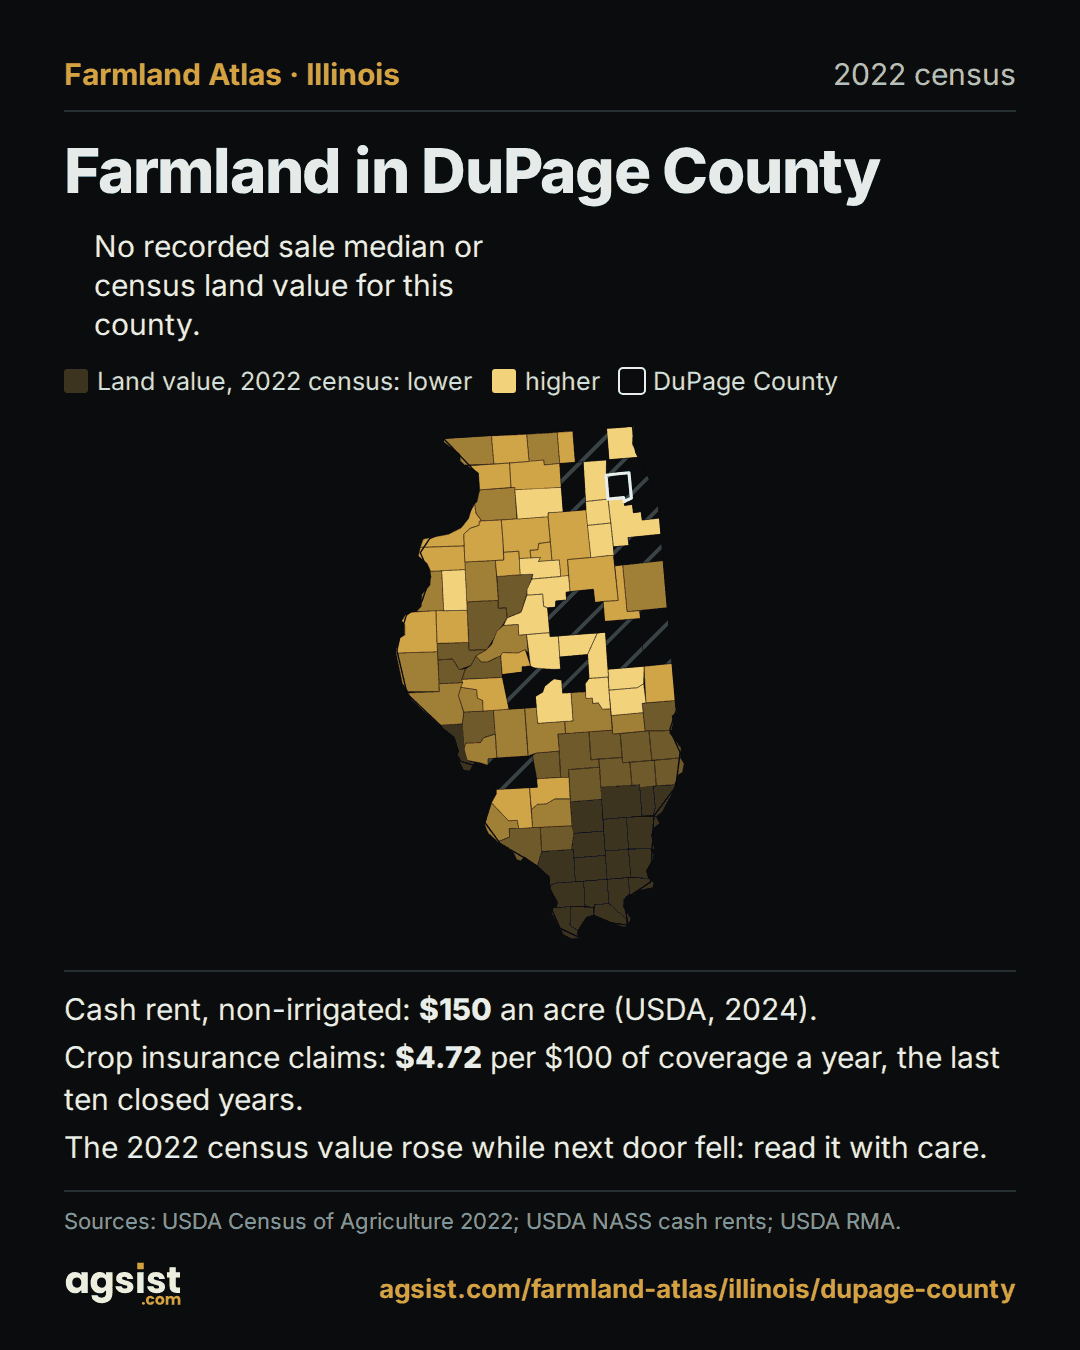 Farmland Atlas · Illinois
2022 census
Farmland in DuPage County
No recorded sale median or
census land value for this
county.
Land value, 2022 census: lower
higher
DuPage County
Cash rent, non-irrigated: $150 an acre (USDA, 2024).
Crop insurance claims: $4.72 per $100 of coverage a year, the last
ten closed years.
The 2022 census value rose while next door fell: read it with care.
Sources: USDA Census of Agriculture 2022; USDA NASS cash rents; USDA RMA.
agsist
.com
agsist.com/farmland-atlas/illinois/dupage-county